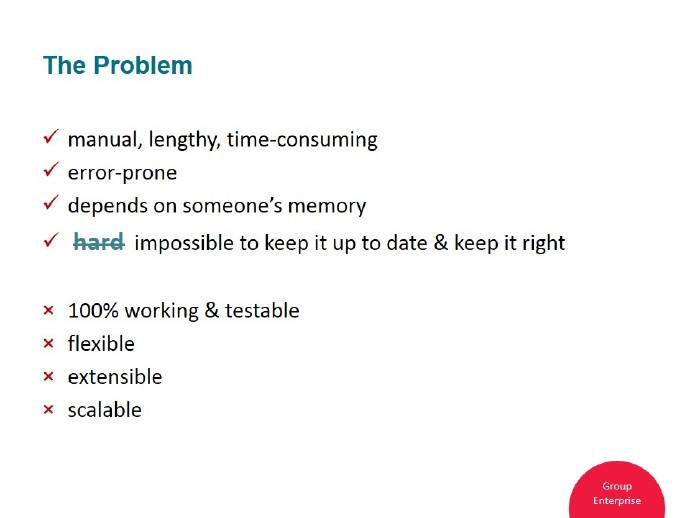 The Problem
✓ manual, lengthy, time-consuming
✓ error-prone
✓ depends on someone’s memory
✓ hard impossible to keep it up to date & keep it right
× 100% working & testable
× flexible
× extensible
× scalable
Group
Enterprise